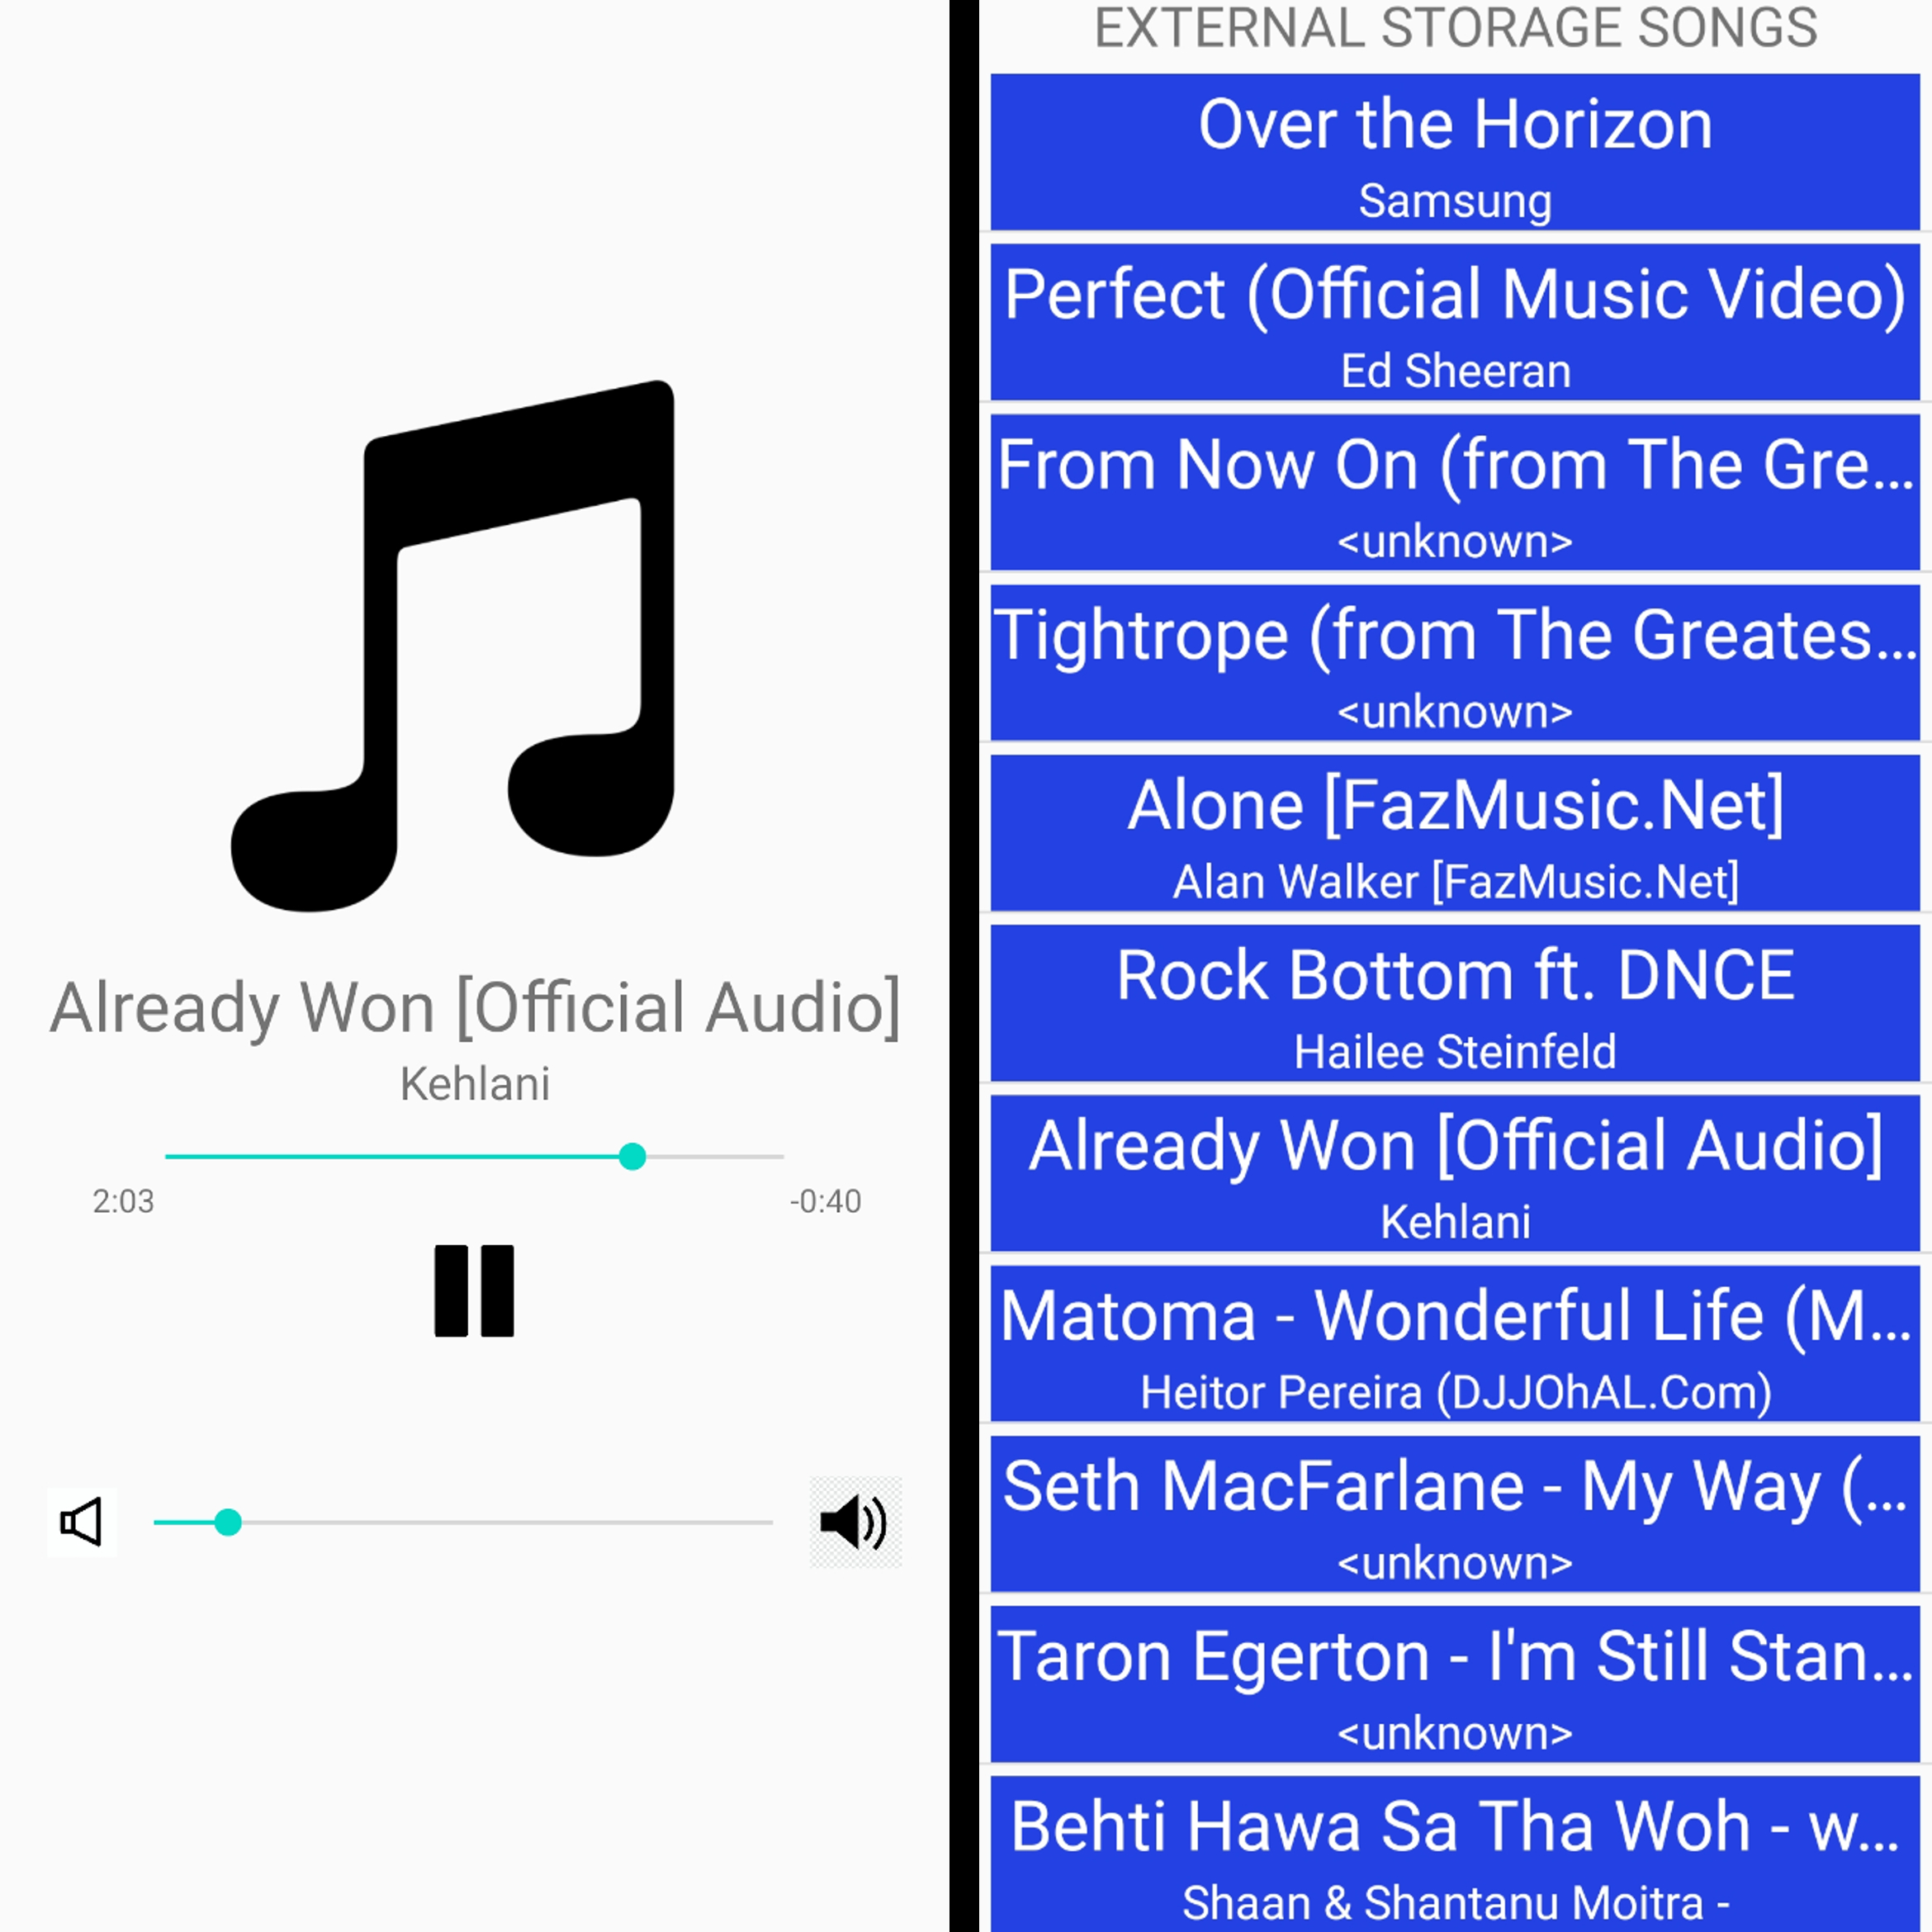 Already Won [Official Audio]
Kehlani
2:03
-0:40
EXTERNAL STORAGE SONGS
Over the Horizon
Samsung
Perfect (Official Music Video)
Ed Sheeran
From Now On (from The Gre...
<unknown>
Tightrope (from The Greates...
<unknown>
Alone [FazMusic.Net]
Alan Walker [FazMusic.Net]
Rock Bottom ft. DNCE
Hailee Steinfeld
Already Won [Official Audio]
Kehlani
Matoma - Wonderful Life (M...
Heitor Pereira (DJJOhAL.Com)
Seth MacFarlane - My Way (...
<unknown>
Taron Egerton - I'm Still Stan...
<unknown>
Behti Hawa Sa Tha Woh - w...
Shaan & Shantanu Moitra -